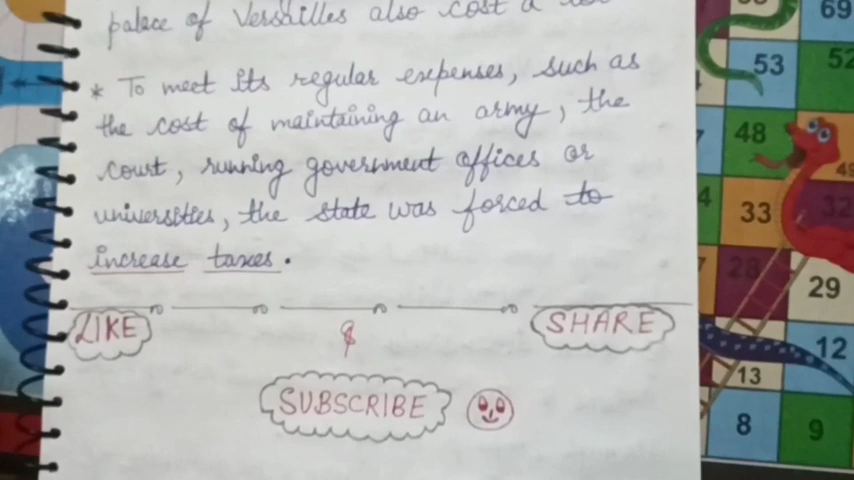 palace of Versailles also cost a
* To meet its regular expenses, such as
the cost of maintaining an army, the
court, running government offices or
universities, the state was forced to
increase taxes.
LIKE
&
SHARE
SUBSCRIBE
69
53
52
48
33
32
28
29
12
13
8
9